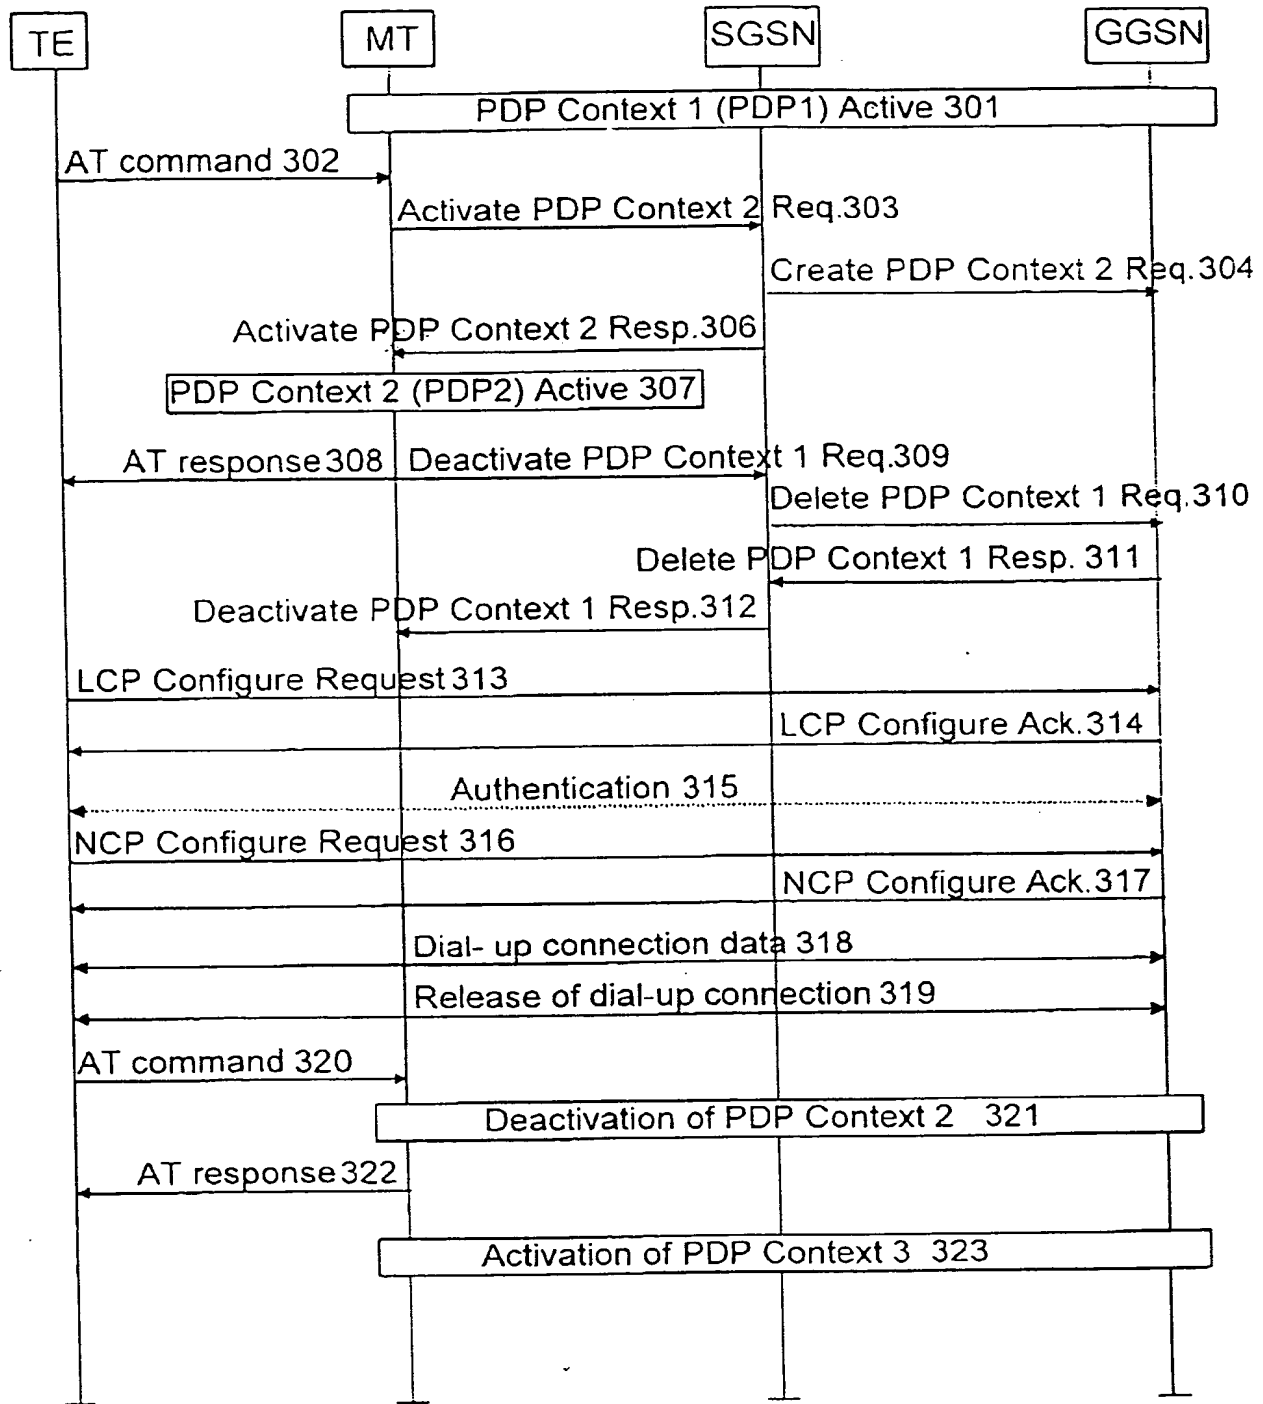 TE MT SGSN GGSN
PDP Context 1 (PDP1) Active 301
AT command 302
Activate PDP Context 2 Req.303
Create PDP Context 2 Req.304
Activate PDP Context 2 Resp.306
PDP Context 2 (PDP2) Active 307
AT response 308 Deactivate PDP Context 1 Req.309
Delete PDP Context 1 Req.310
Delete PDP Context 1 Resp. 311
Deactivate PDP Context 1 Resp.312
LCP Configure Request 313
LCP Configure Ack.314
Authentication 315
NCP Configure Request 316
NCP Configure Ack.317
Dial- up connection data 318
Release of dial-up connection 319
AT command 320
Deactivation of PDP Context 2 321
AT response 322
Activation of PDP Context 3 323